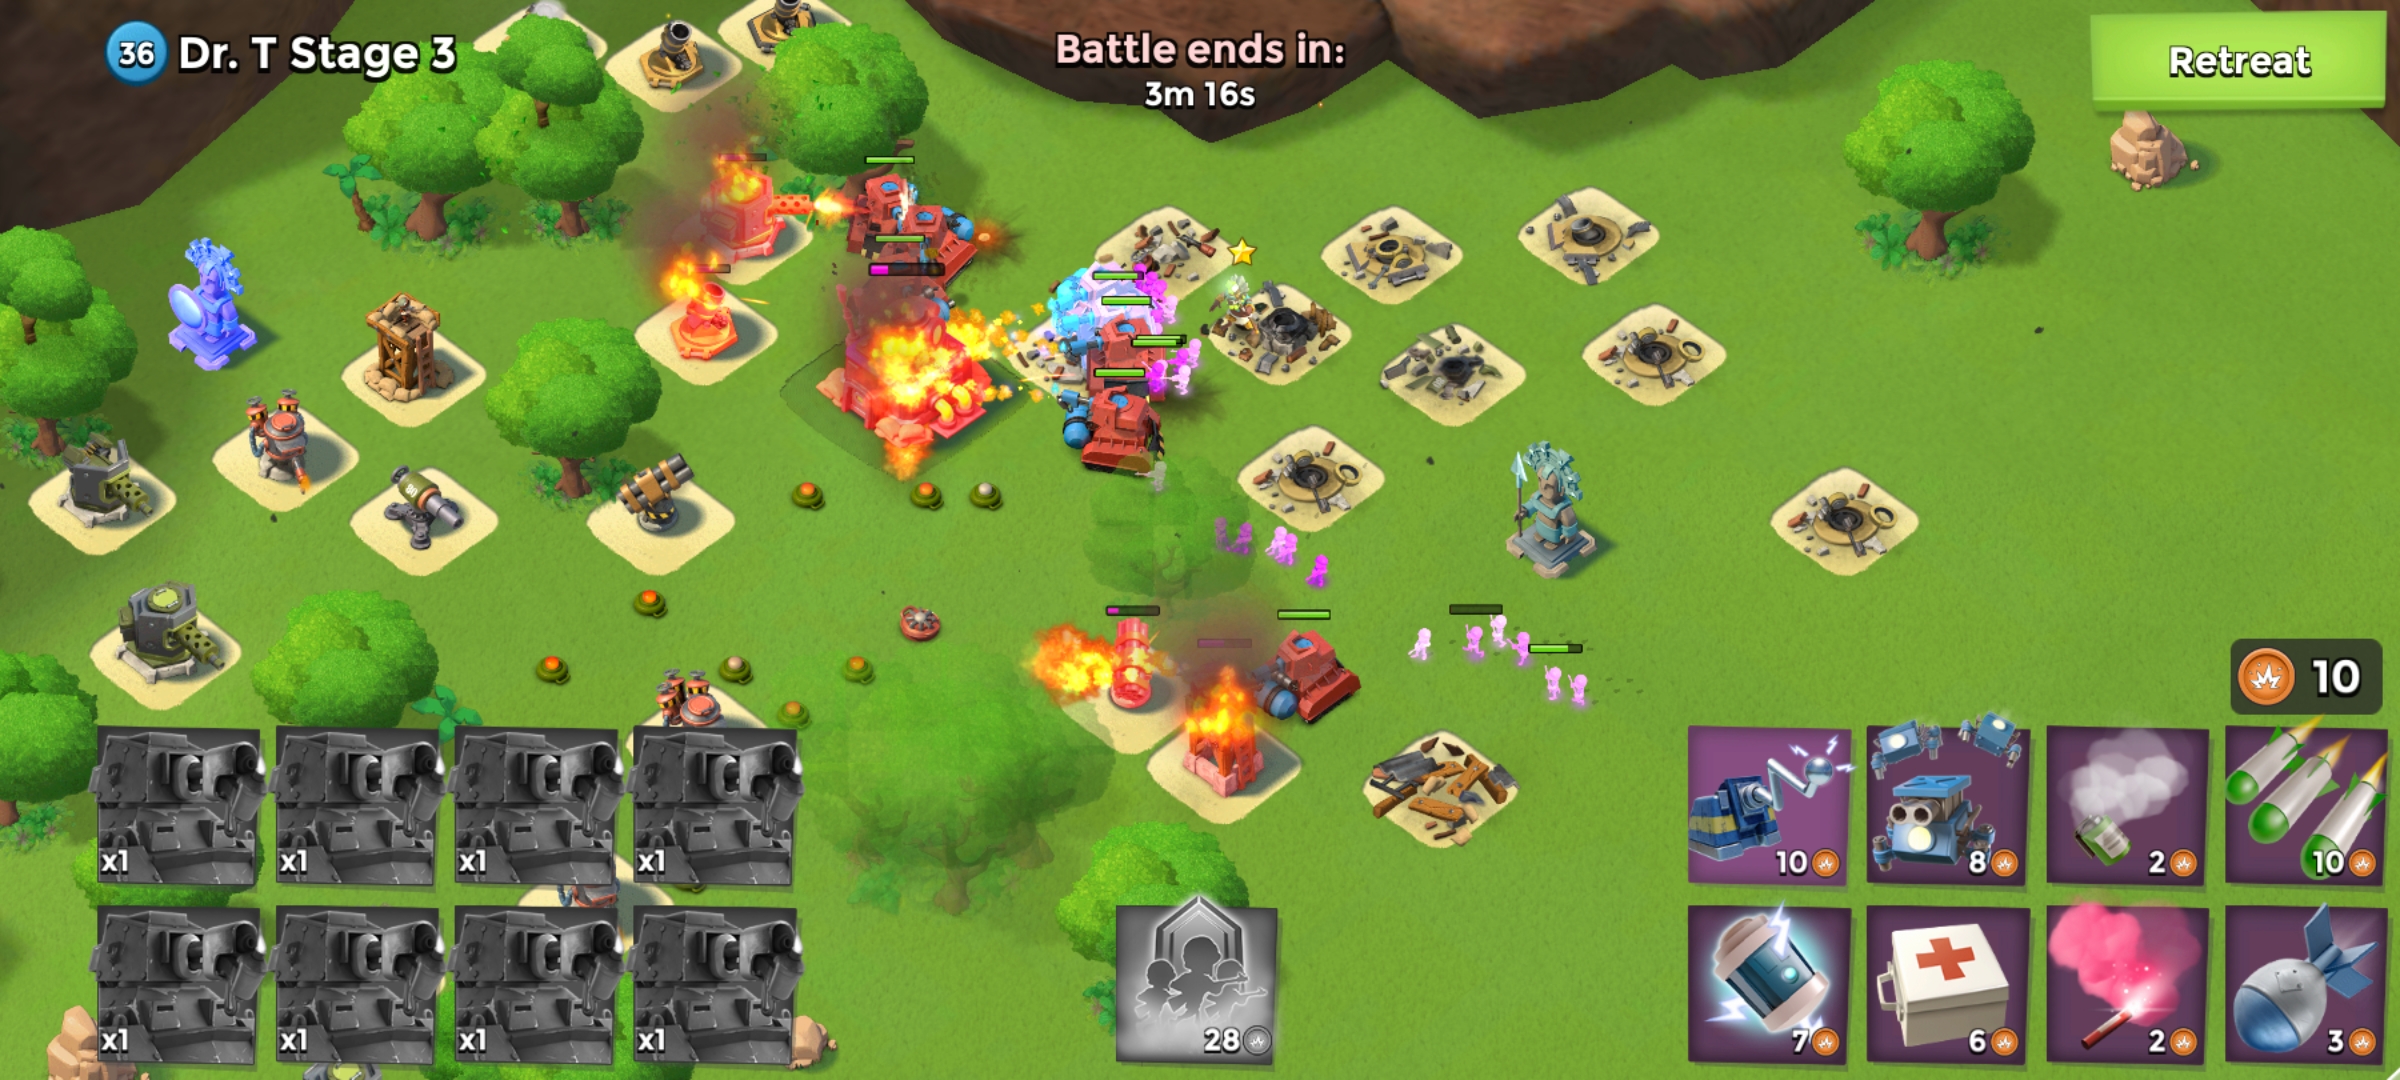 36 Dr. T Stage 3
Battle ends in:
3m 16s
Retreat
80
10
x1 x1 x1 x1
10 8 2 10
x1 x1 x1 x1
28
7 6 2 3